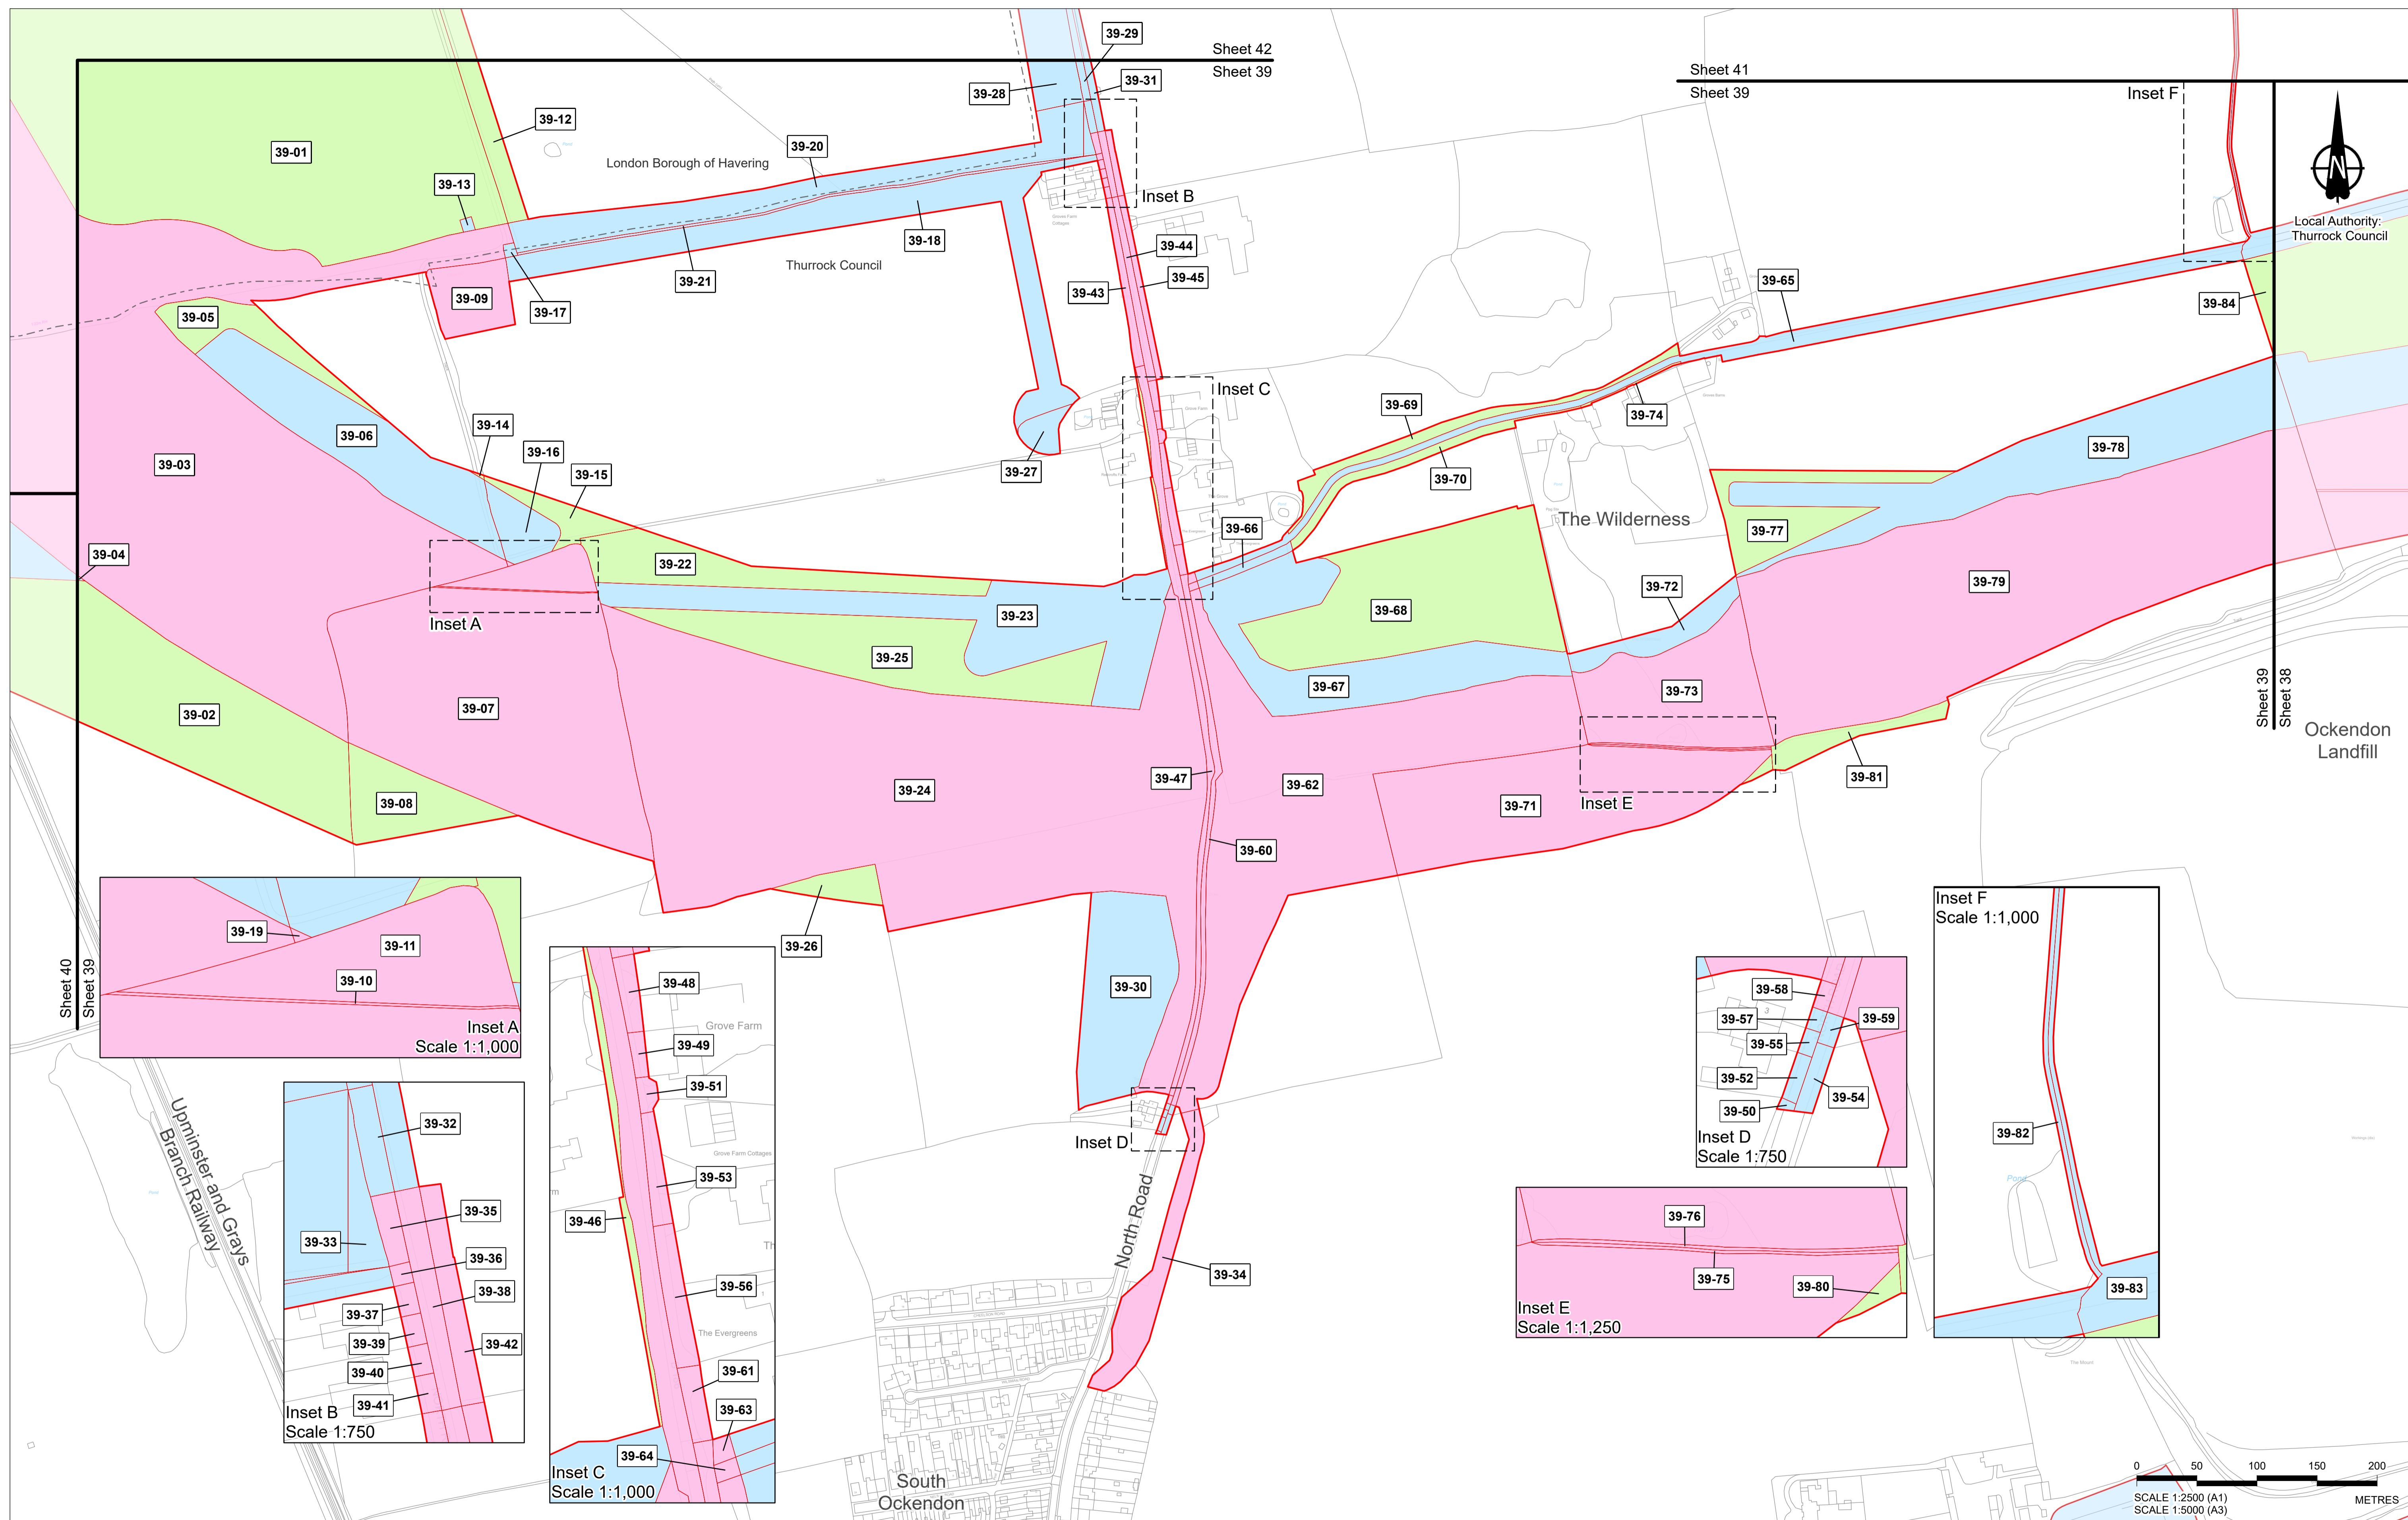 Sheet 42
Sheet 39
Sheet 41
Sheet 39
Inset F
39-29
39-31
39-28
39-12
39-01
39-20
London Borough of Havering
39-13
Inset B
Local Authority:
Thurrock Council
N
39-18
39-44
39-21
Thurrock Council
39-45
39-43
39-09
39-17
39-65
39-84
39-05
Inset C
39-69
39-74
39-06
39-14
39-16
39-15
39-03
39-27
39-70
39-78
The Wilderness
39-66
39-77
39-04
39-22
39-72
39-79
Inset A
39-23
39-68
39-25
39-67
39-73
39-02
39-07
Sheet 39
Sheet 38
Ockendon
Landfill
39-47
39-62
39-24
39-08
Inset E
39-71
39-81
39-60
39-26
39-30
Inset D
North Road
39-34
South
Ockendon
Upminster and Grays
Branch Railway
Sheet 40
Sheet 39
39-19
39-11
39-10
Inset A
Scale 1:1,000
39-32
39-35
39-33
39-36
39-38
39-37
39-39
39-42
39-40
39-41
Inset B
Scale 1:750
39-48
Grove Farm
39-49
39-51
Grove Farm Cottages
39-53
39-46
39-56
The Evergreens
39-61
39-63
39-64
Inset C
Scale 1:1,000
39-58
3
39-57
39-59
39-55
39-52
39-54
39-50
Inset D
Scale 1:750
39-76
39-75
39-80
Inset E
Scale 1:1,250
Inset F
Scale 1:1,000
39-82
Pond
39-83
The Mount
0 50 100 150 200
SCALE 1:2500 (A1)
SCALE 1:5000 (A3)
METRES